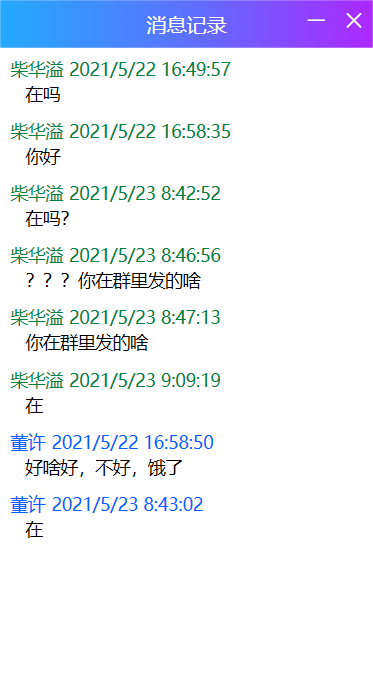 消息记录
柴华溢 2021/5/22 16:49:57
在吗
柴华溢 2021/5/22 16:58:35
你好
柴华溢 2021/5/23 8:42:52
在吗?
柴华溢 2021/5/23 8:46:56
？？？你在群里发的啥
柴华溢 2021/5/23 8:47:13
你在群里发的啥
柴华溢 2021/5/23 9:09:19
在
董许 2021/5/22 16:58:50
好啥好，不好，饿了
董许 2021/5/23 8:43:02
在